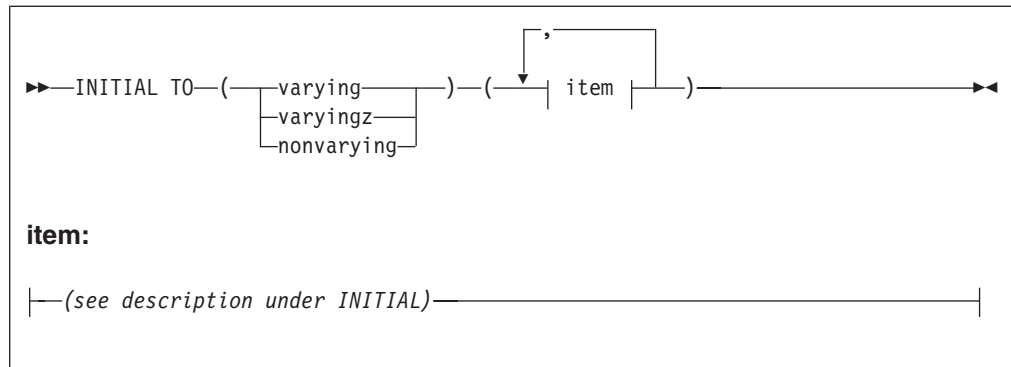 ,
INITIAL TO ( varying ) ( item )
varyingz
nonvarying
item:
(see description under INITIAL)